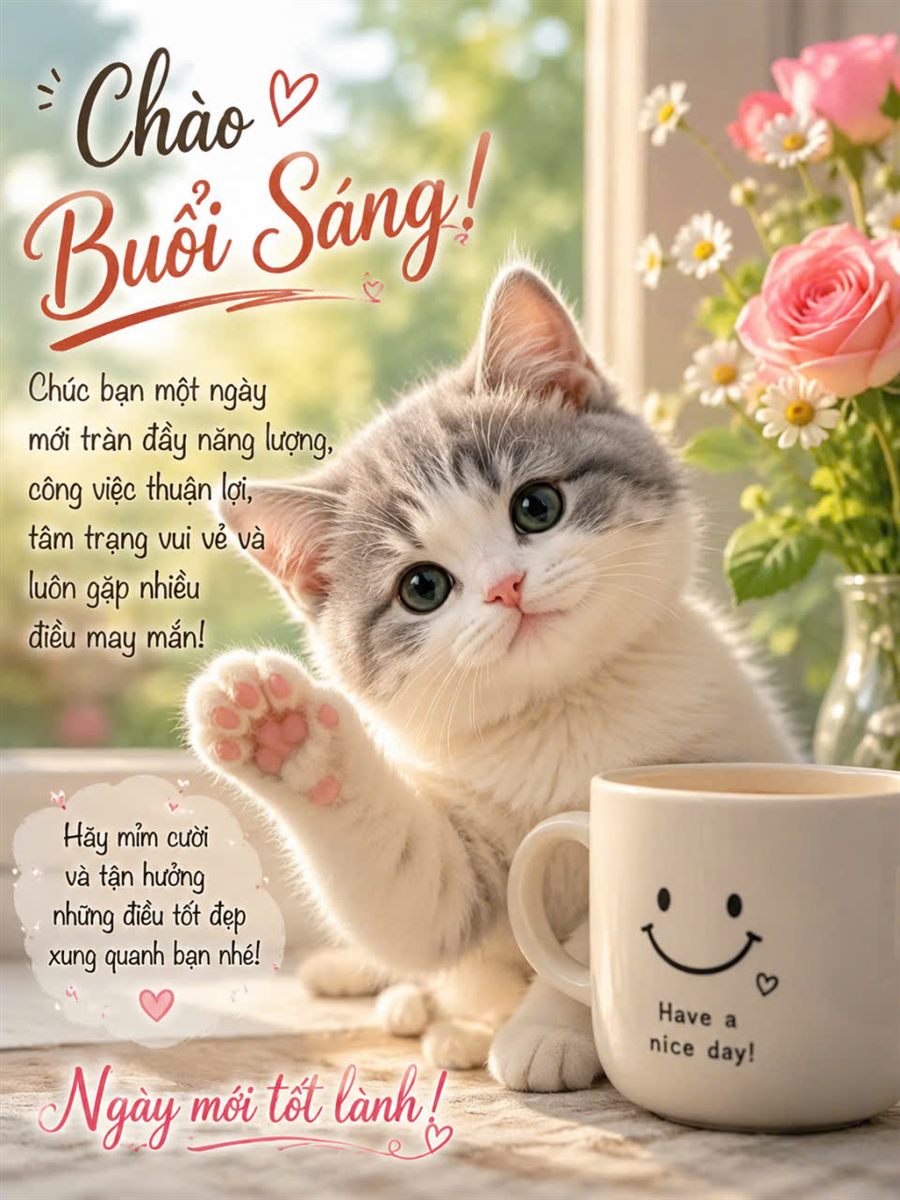 Chào
Buổi Sáng!
Chúc bạn một ngày
mới tràn đầy năng lượng,
công việc thuận lợi,
tâm trạng vui vẻ và
luôn gặp nhiều
điều may mắn!
Hãy mỉm cười
và tận hưởng
những điều tốt đẹp
xung quanh bạn nhé!
Have a
nice day!
Ngày mới tốt lành!